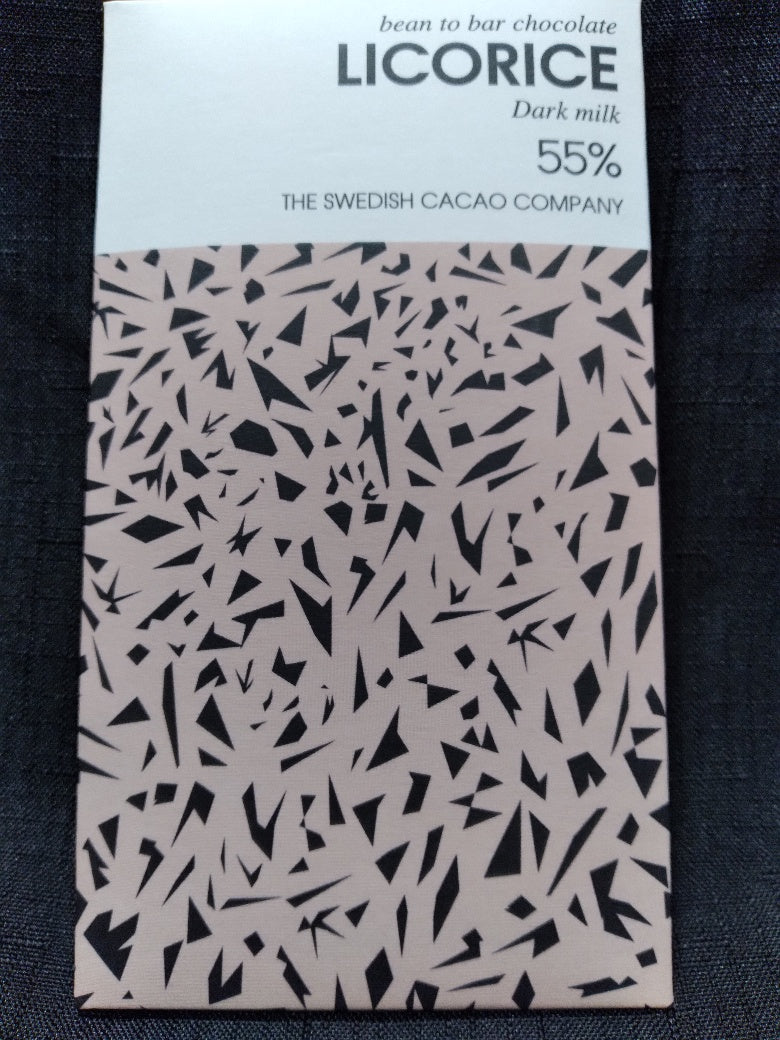 bean to bar chocolate
LICORICE
Dark milk
55%
THE SWEDISH CACAO COMPANY